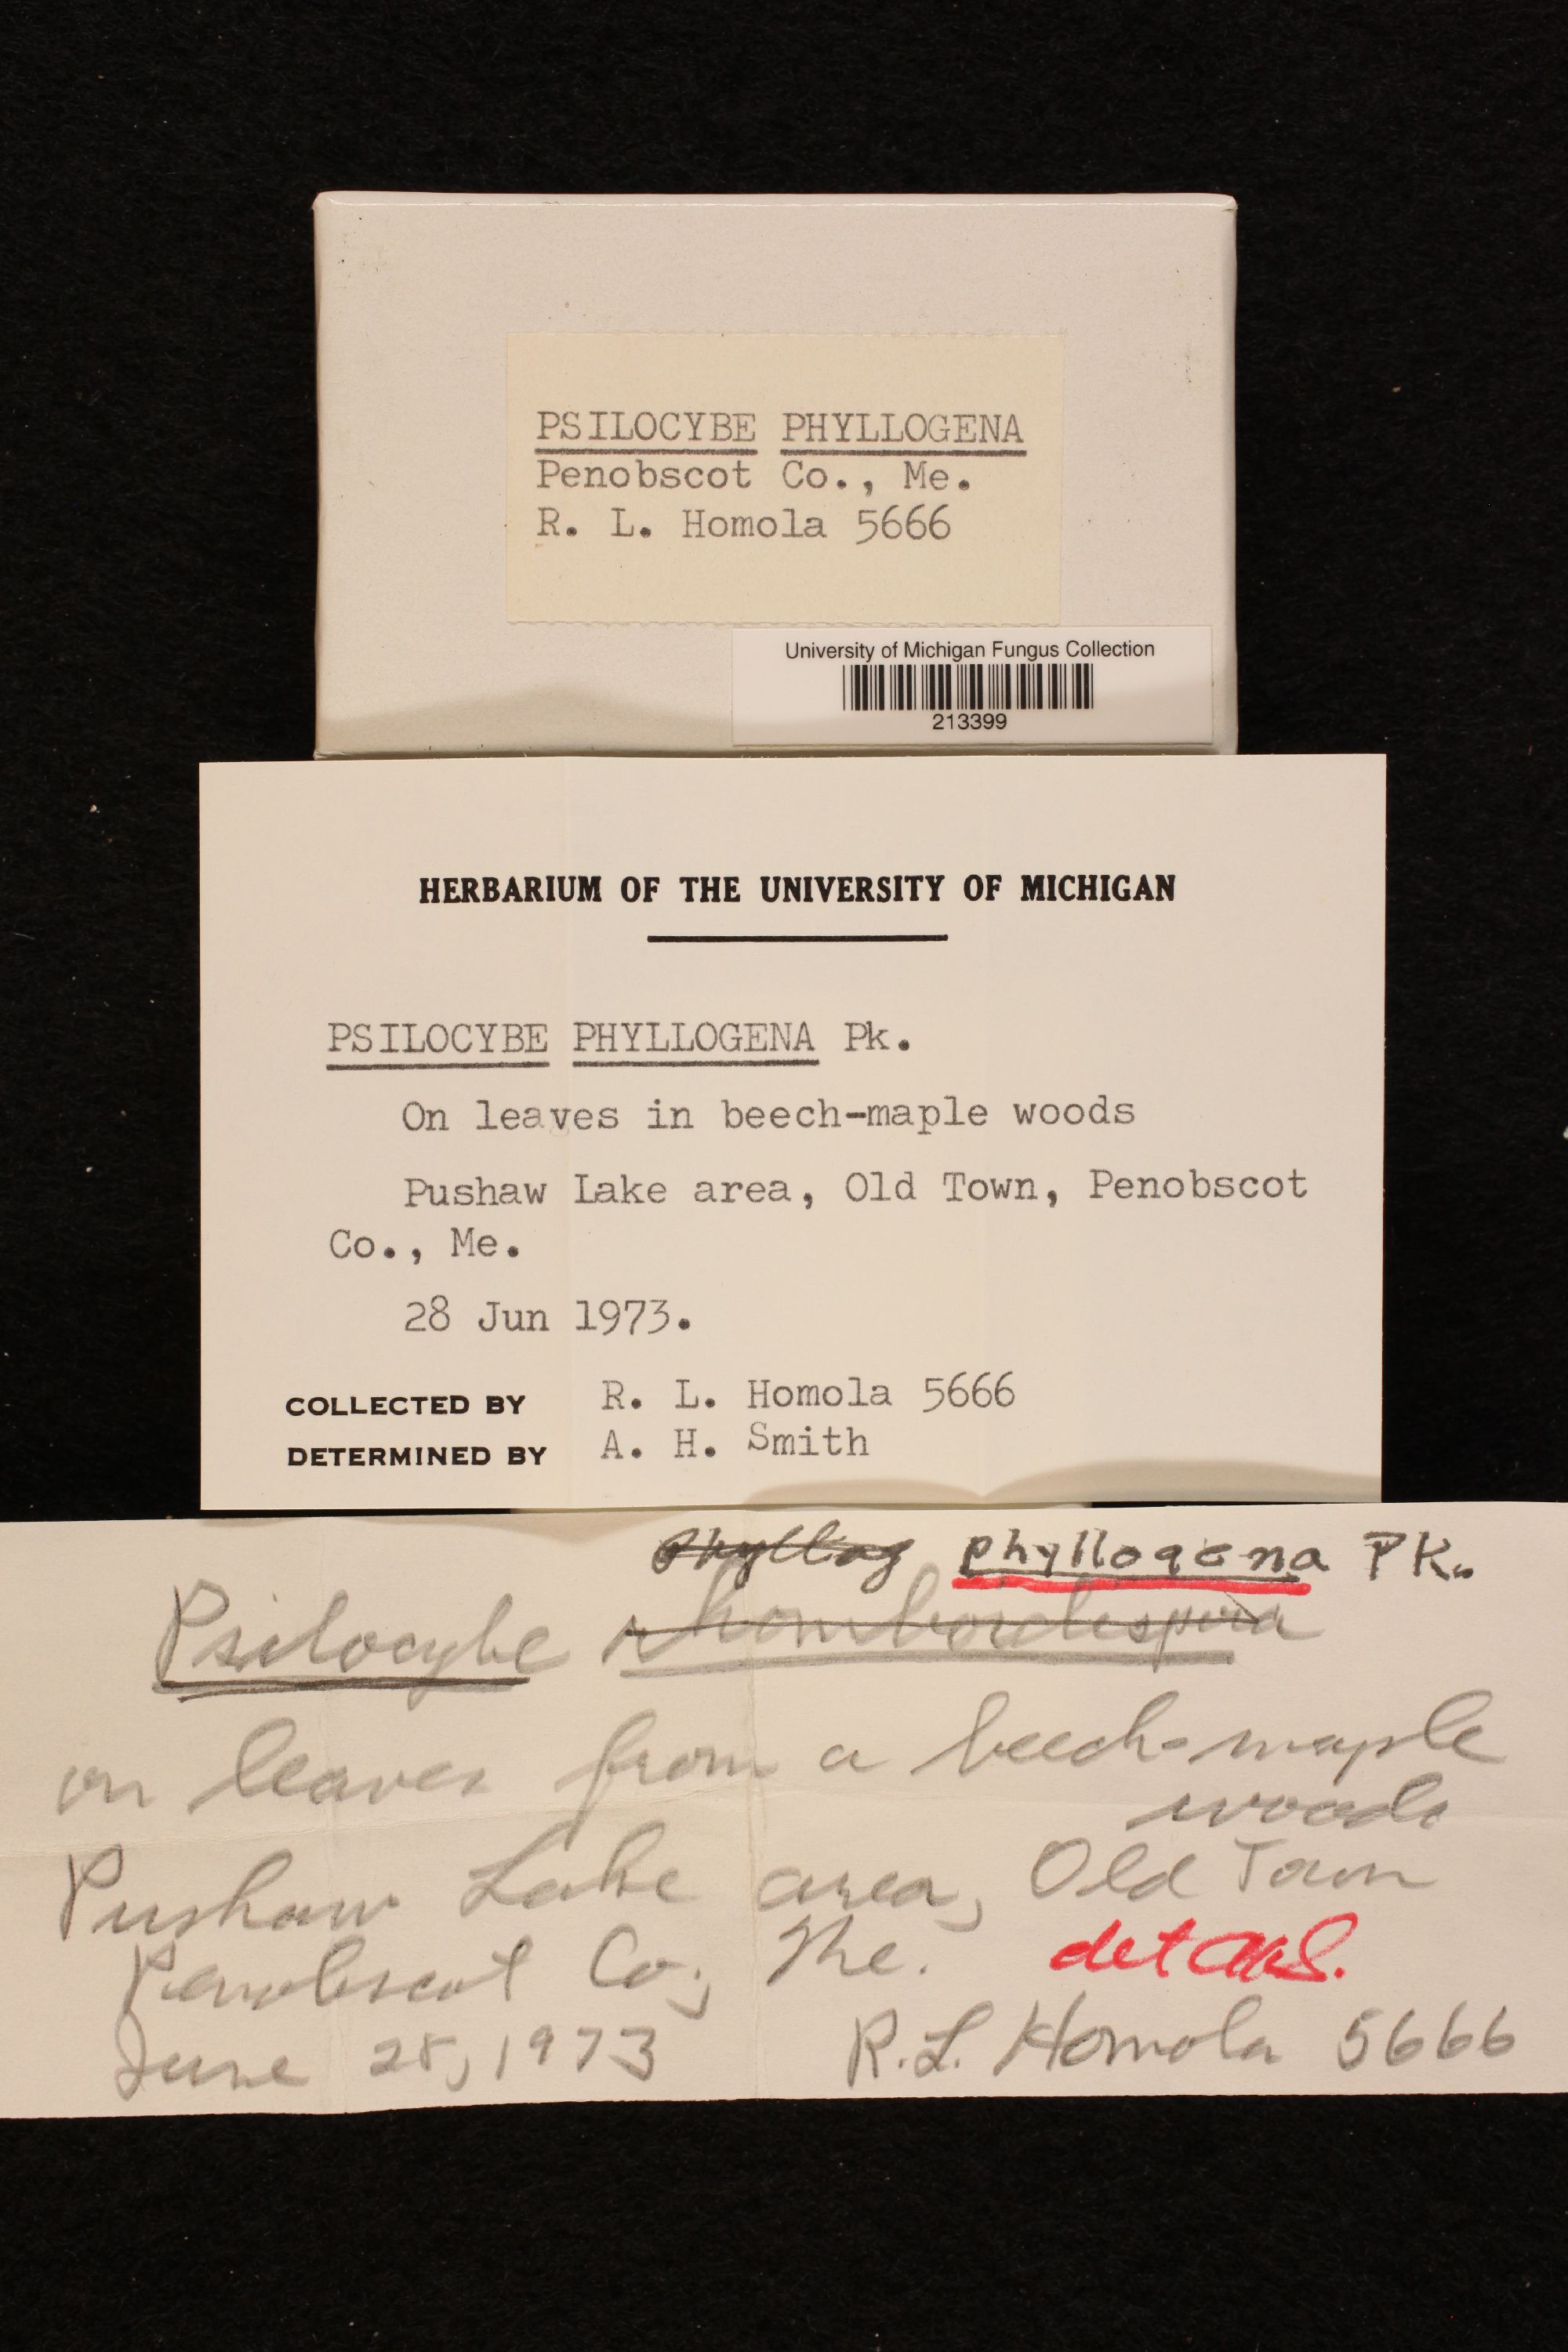 PSILOCYBE PHYLLOGENA
Penobscot Co., Me.
R. L. Homola 5666
University of Michigan Fungus Collection
213399
HERBARIUM OF THE UNIVERSITY OF MICHIGAN
PSILOCYBE PHYLLOGENA Pk.
On leaves in beech-maple woods
Pushaw Lake area, Old Town, Penobscot
Co., Me.
28 Jun 1973.
COLLECTED BY R. L. Homola 5666
DETERMINED BY A. H. Smith
Phyllog phyllogena PK.
Psilocybe rhomboidispora
on leaves from a beech-maple
woods
Pushaw Lake area, Old Town
Penobscot Co., Me. det AHS.
June 28, 1973 R.L. Homola 5666